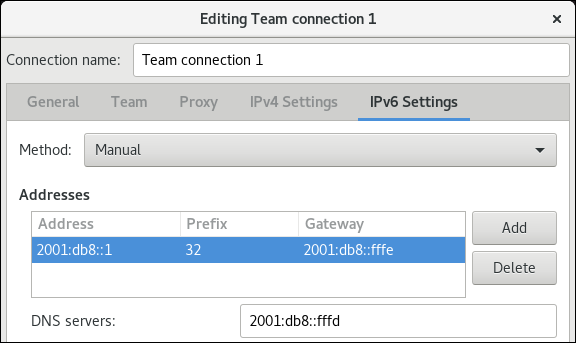 Editing Team connection 1
Connection name: Team connection 1
General Team Proxy IPv4 Settings IPv6 Settings
Method: Manual
Addresses
Address Prefix Gateway Add
2001:db8::1 32 2001:db8::fffe
Delete
DNS servers: 2001:db8::fffd